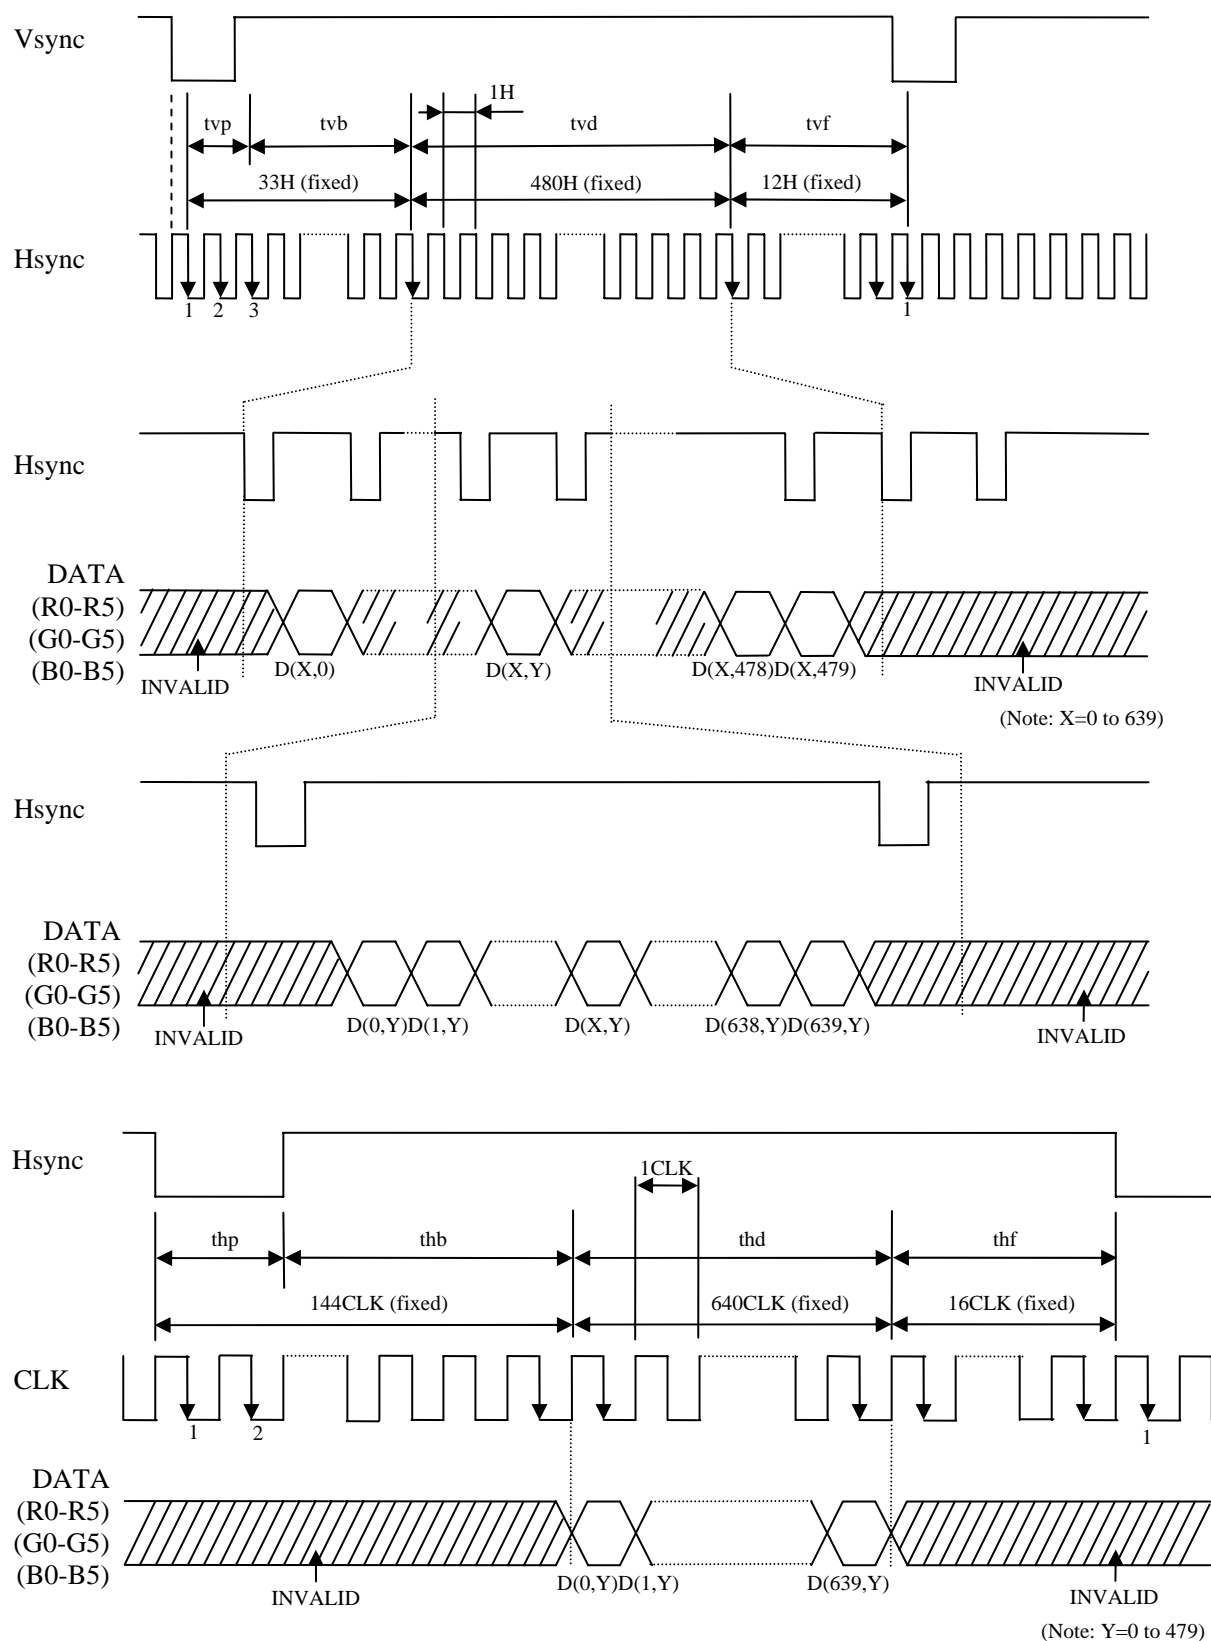 Vsync
1H
tvp tvb tvd tvf
33H (fixed) 480H (fixed) 12H (fixed)
Hsync
1 2 3 1
Hsync
DATA
(R0-R5)
(G0-G5)
(B0-B5)
D(X,0) D(X,Y) D(X,478)D(X,479)
INVALID INVALID
(Note: X=0 to 639)
Hsync
DATA
(R0-R5)
(G0-G5)
(B0-B5)
D(0,Y)D(1,Y) D(X,Y) D(638,Y)D(639,Y)
INVALID INVALID
Hsync
1CLK
thp thb thd thf
144CLK (fixed) 640CLK (fixed) 16CLK (fixed)
CLK
1 2 1
DATA
(R0-R5)
(G0-G5)
(B0-B5)
D(0,Y)D(1,Y) D(639,Y)
INVALID INVALID
(Note: Y=0 to 479)